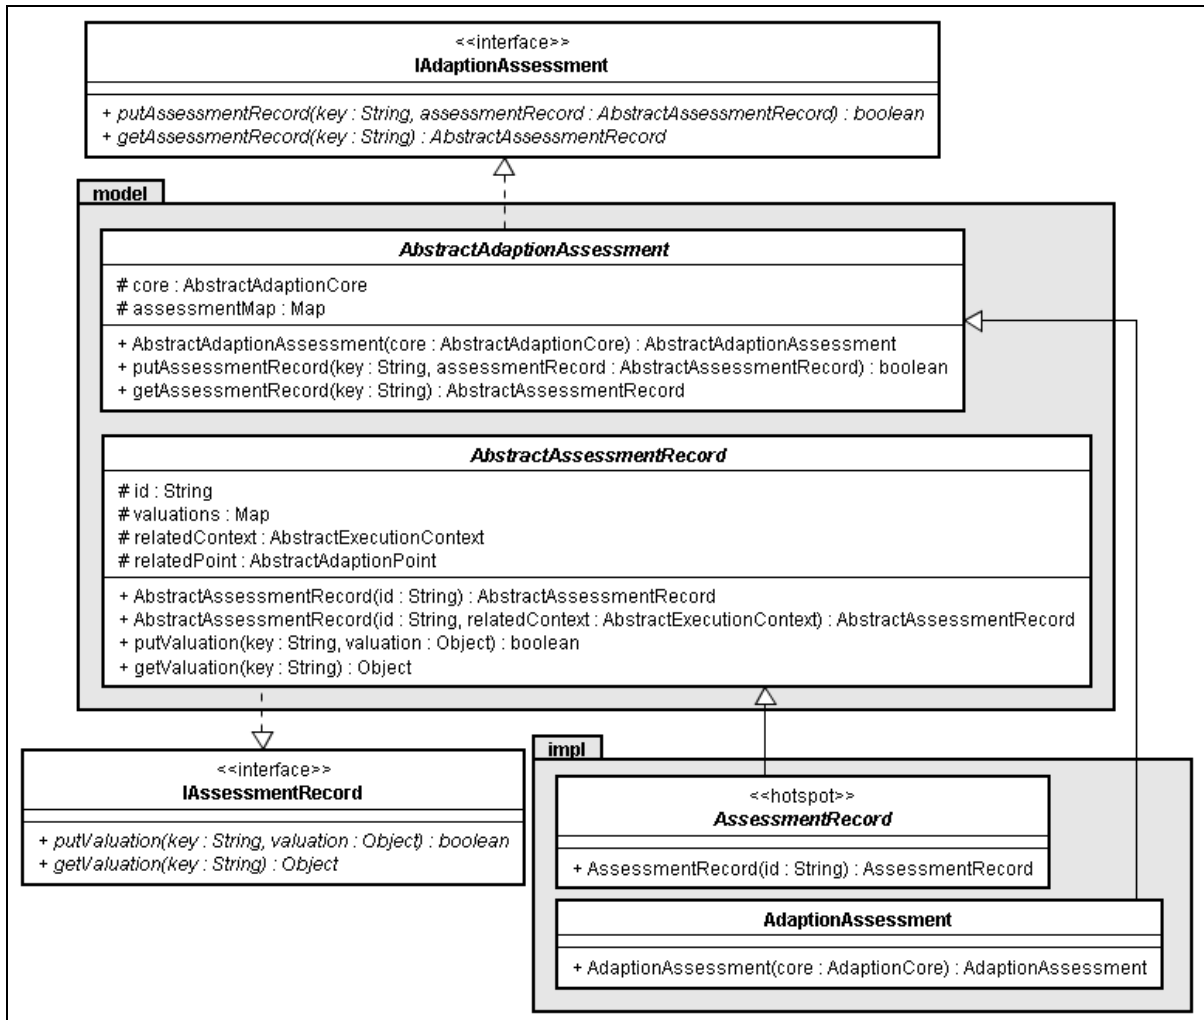 <<interface>>
IAdaptionAssessment
+ putAssessmentRecord(key : String, assessmentRecord : AbstractAssessmentRecord) : boolean
+ getAssessmentRecord(key : String) : AbstractAssessmentRecord
model
AbstractAdaptionAssessment
# core : AbstractAdaptionCore
# assessmentMap : Map
+ AbstractAdaptionAssessment(core : AbstractAdaptionCore) : AbstractAdaptionAssessment
+ putAssessmentRecord(key : String, assessmentRecord : AbstractAssessmentRecord) : boolean
+ getAssessmentRecord(key : String) : AbstractAssessmentRecord
AbstractAssessmentRecord
# id : String
# valuations : Map
# relatedContext : AbstractExecutionContext
# relatedPoint : AbstractAdaptionPoint
+ AbstractAssessmentRecord(id : String) : AbstractAssessmentRecord
+ AbstractAssessmentRecord(id : String, relatedContext : AbstractExecutionContext) : AbstractAssessmentRecord
+ putValuation(key : String, valuation : Object) : boolean
+ getValuation(key : String) : Object
<<interface>>
IAssessmentRecord
+ putValuation(key : String, valuation : Object) : boolean
+ getValuation(key : String) : Object
impl
<<hotspot>>
AssessmentRecord
+ AssessmentRecord(id : String) : AssessmentRecord
AdaptionAssessment
+ AdaptionAssessment(core : AdaptionCore) : AdaptionAssessment